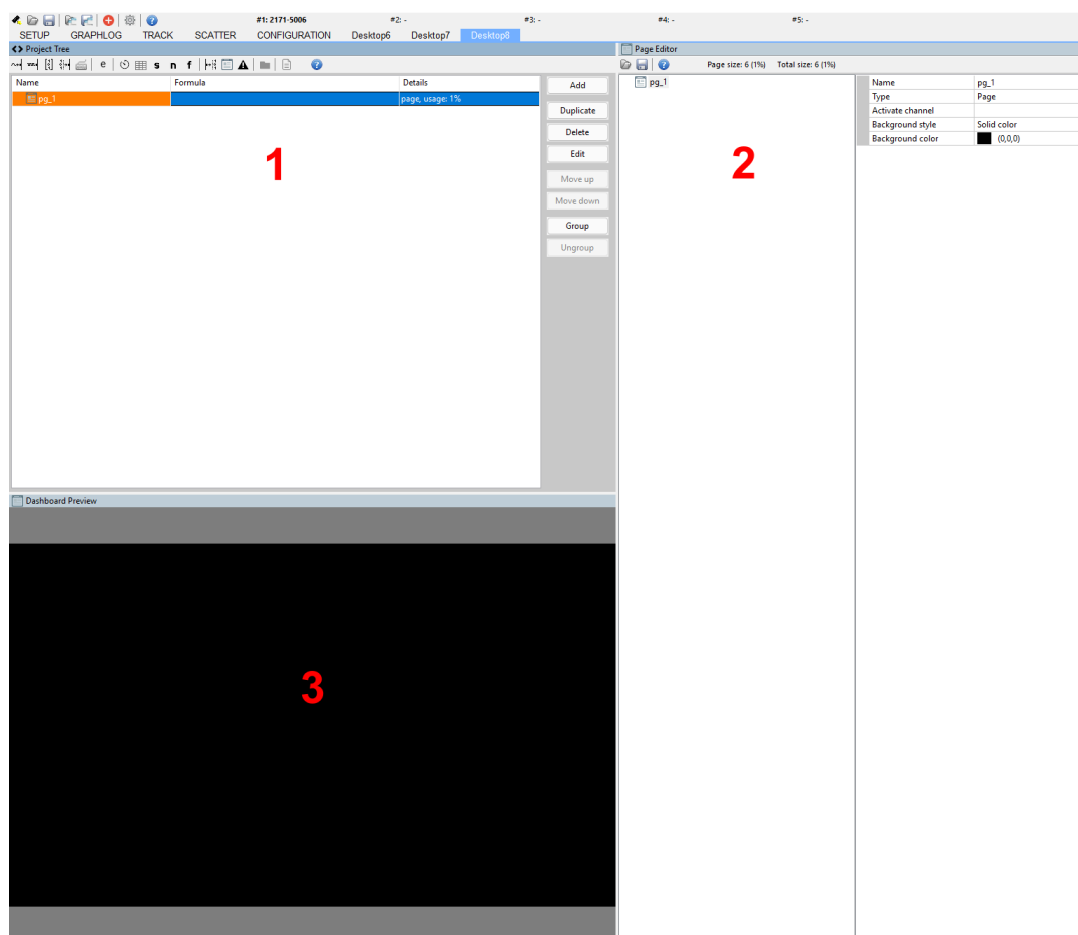 #1: 2171-5006 #2: - #3: - #4: - #5: -
SETUP GRAPHLOG TRACK SCATTER CONFIGURATION Desktop6 Desktop7 Desktop8
Project Tree
e s n f
Name Formula Details
pg_1 page, usage: 1%
1
Add
Duplicate
Delete
Edit
Move up
Move down
Group
Ungroup
Page Editor
Page size: 6 (1%) Total size: 6 (1%)
pg_1
2
Name pg_1
Type Page
Activate channel
Background style Solid color
Background color (0,0,0)
Dashboard Preview
3